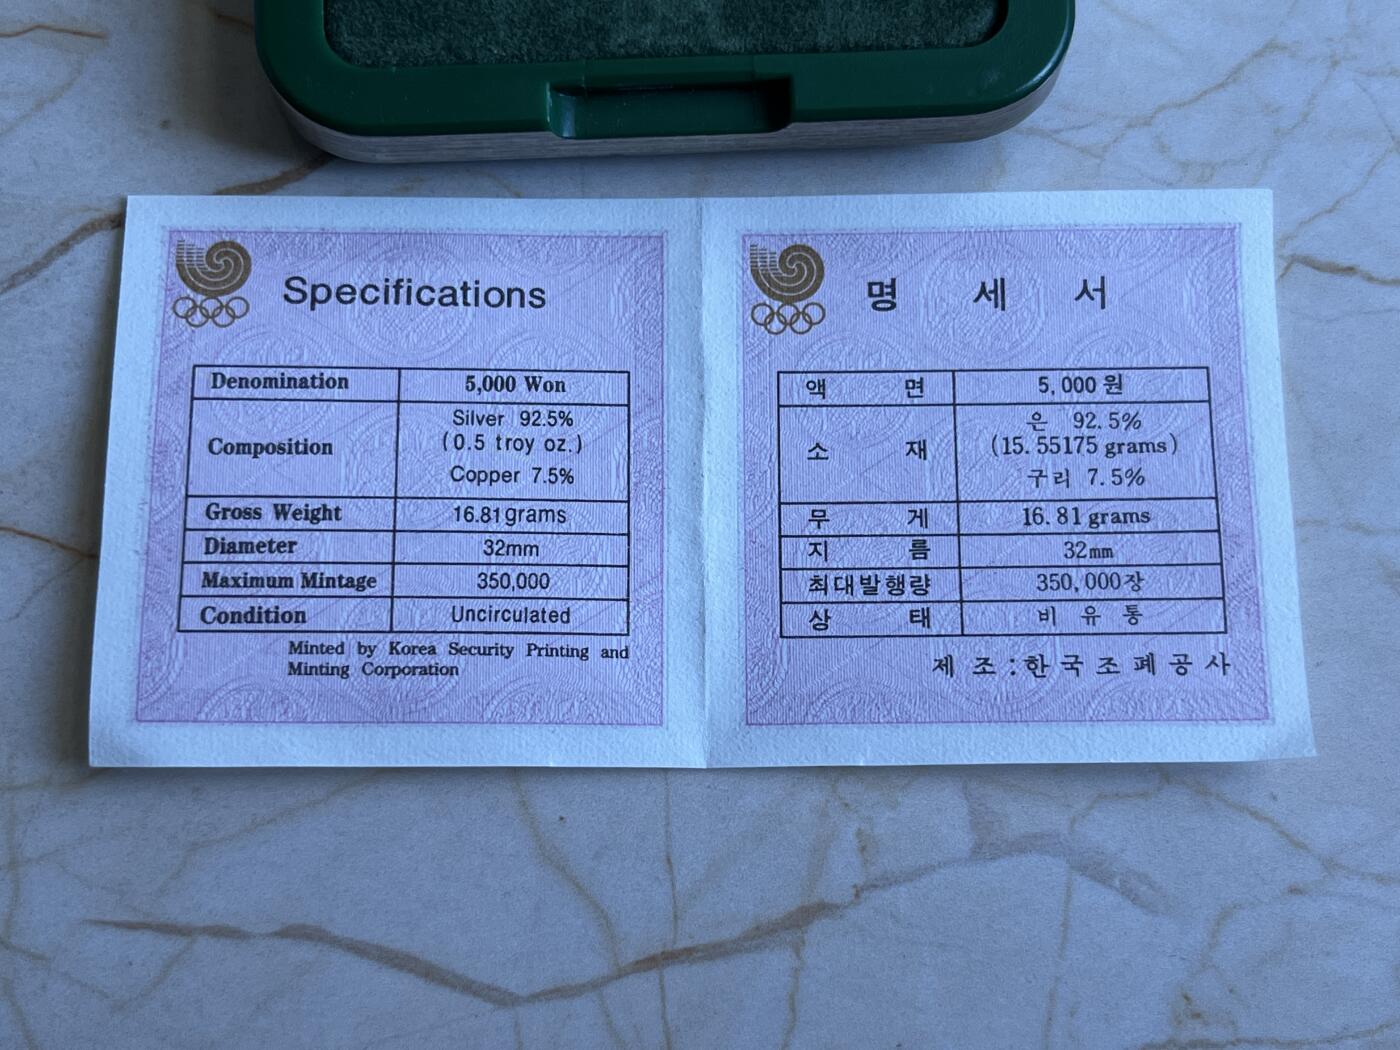 Specifications
Denomination 5,000 Won
Composition Silver 92.5%
(0.5 troy oz.)
Copper 7.5%
Gross Weight 16.81grams
Diameter 32mm
Maximum Mintage 350,000
Condition Uncirculated
Minted by Korea Security Printing and
Minting Corporation
명 세 서
액 면 5,000 원
소 재 은 92.5%
(15.55175 grams)
구리 7.5%
무 게 16.81 grams
지 름 32mm
최대발행량 350,000장
상 태 비 유 통
제 조 : 한 국 조 폐 공 사